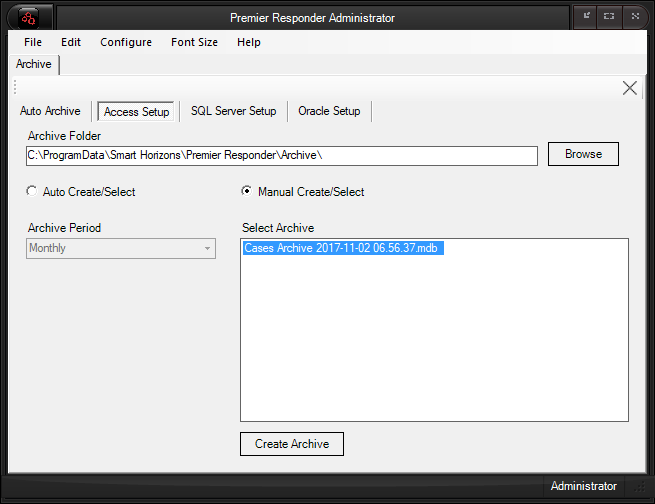 Premier Responder Administrator
File Edit Configure Font Size Help
Archive
Auto Archive Access Setup SQL Server Setup Oracle Setup
Archive Folder
C:\ProgramData\Smart Horizons\Premier Responder\Archive\ Browse
Auto Create/Select Manual Create/Select
Archive Period Select Archive
Monthly Cases Archive 2017-11-02 06.56.37.mdb
Create Archive
Administrator